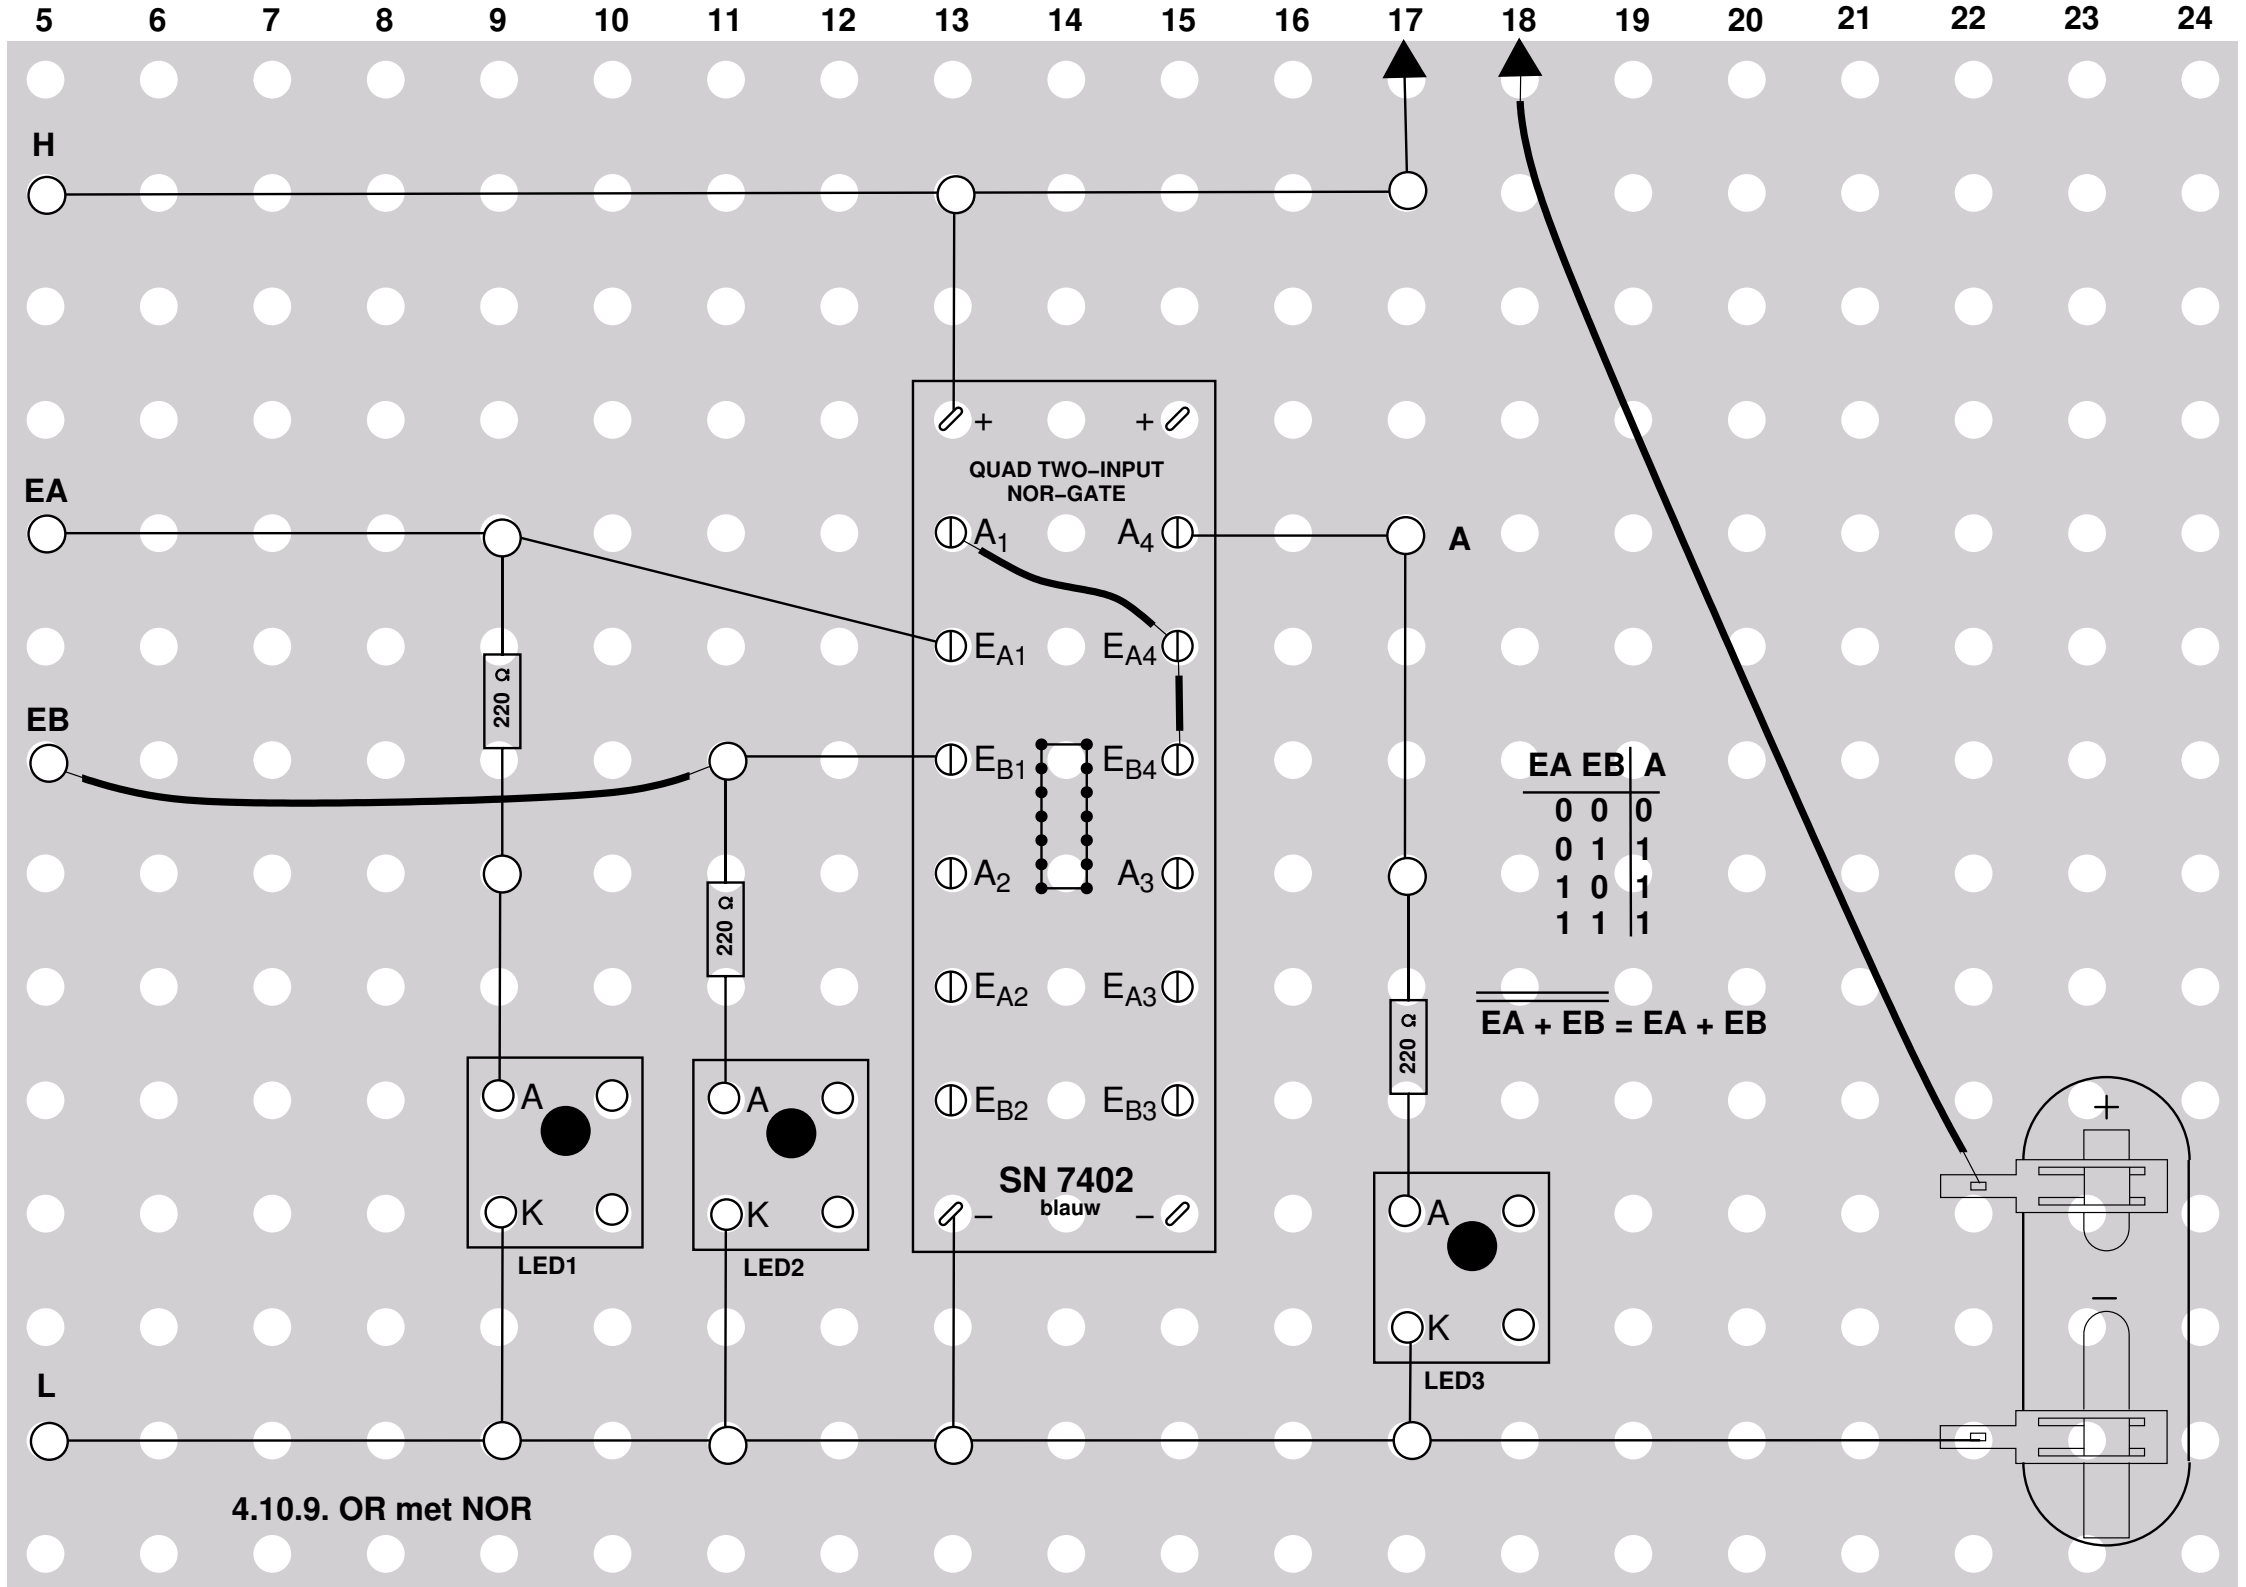 5 6 7 8 9 10 11 12 13 14 15 16 17 18 19 20 21 22 23 24
H
+ +
QUAD TWO–INPUT
NOR–GATE
EA
A1 A4 A
EA1 EA4
220 Ω
EB
EB1 EB4
EA EB A
0 0 0
0 1 1
1 0 1
1 1 1
A2 A3
220 Ω
EA2 EA3
EA + EB = EA + EB
220 Ω
A A EB2 EB3 +
SN 7402
blauw
K K – – A
LED1 LED2
–
K
LED3
L
4.10.9. OR met NOR